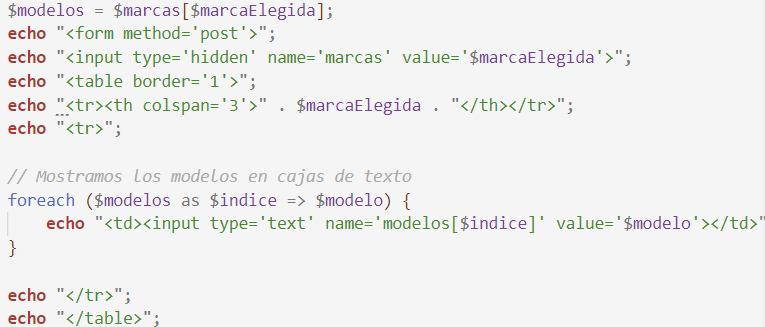 $modelos = $marcas[$marcaElegida];
echo "<form method='post'>";
echo "<input type='hidden' name='marcas' value='$marcaElegida'>";
echo "<table border='1'>";
echo "<tr><th colspan='3'>" . $marcaElegida . "</th></tr>";
echo "<tr>";
// Mostramos los modelos en cajas de texto
foreach ($modelos as $indice => $modelo) {
echo "<td><input type='text' name='modelos[$indice]' value='$modelo'></td>"
}
echo "</tr>";
echo "</table>";